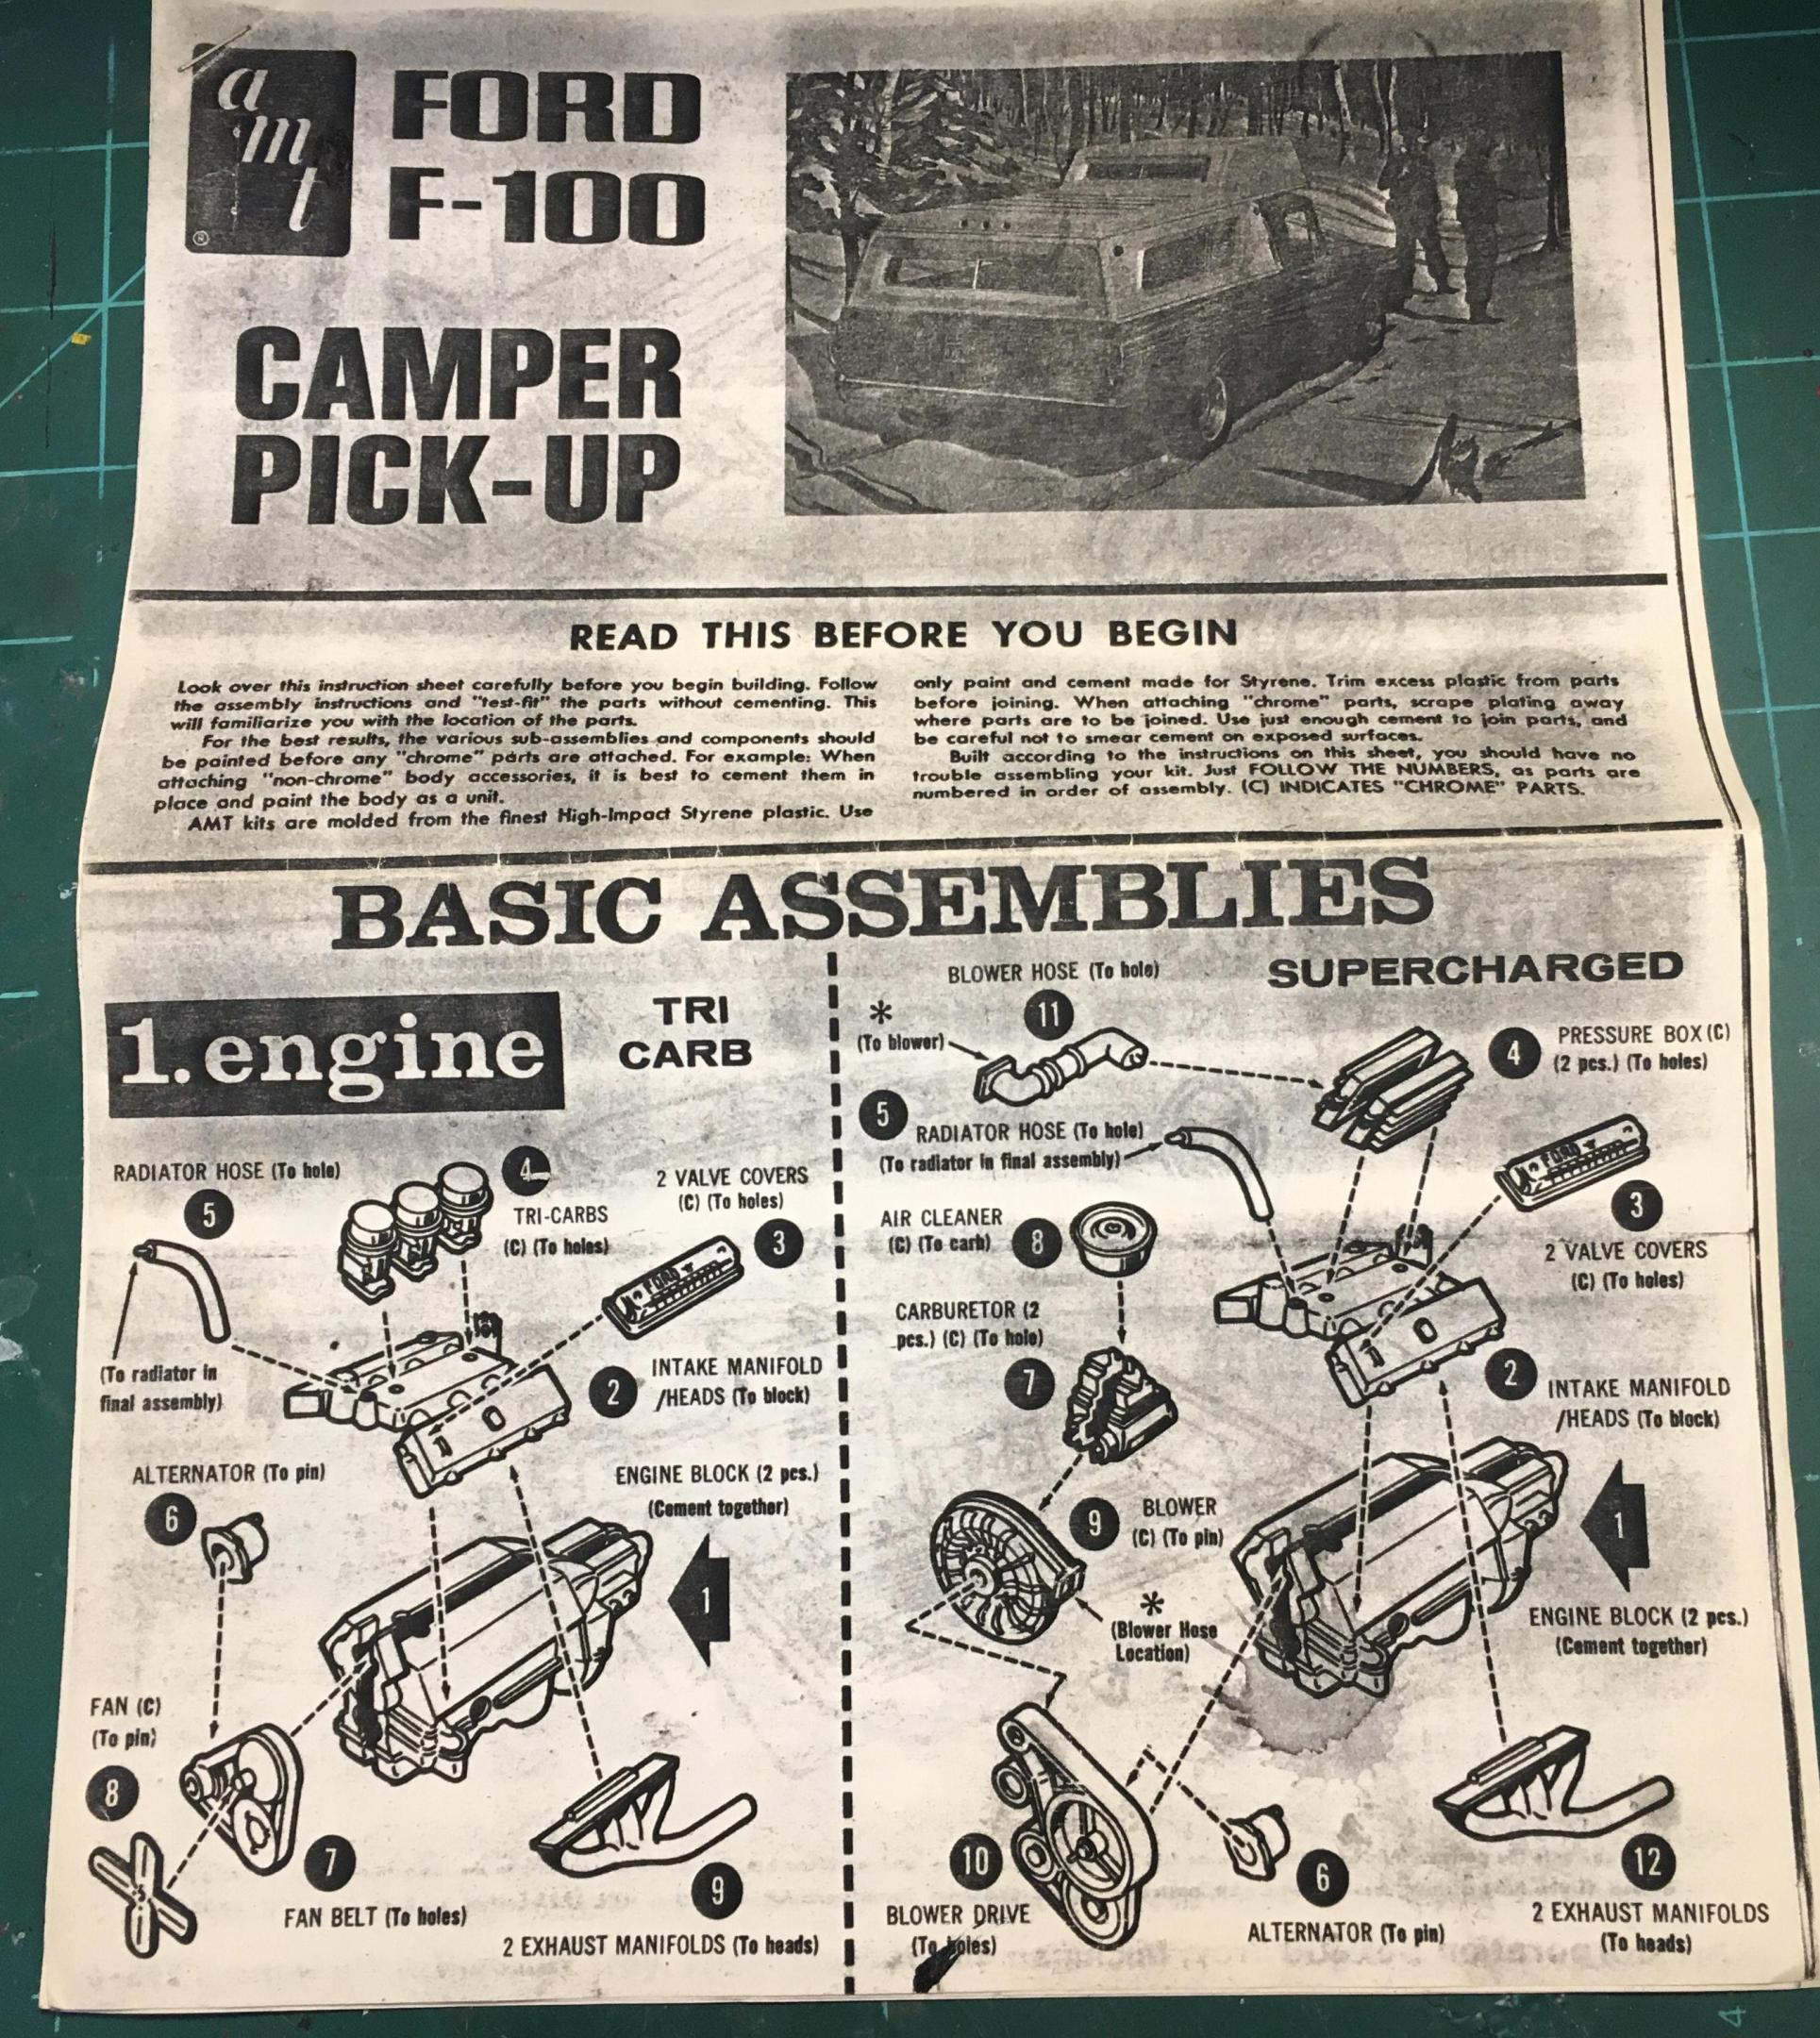 amt
®
FORD
F-100
CAMPER
PICK-UP
READ THIS BEFORE YOU BEGIN
Look over this instruction sheet carefully before you begin building. Follow
the assembly instructions and "test-fit" the parts without cementing. This
will familiarize you with the location of the parts.
For the best results, the various sub-assemblies and components should
be painted before any "chrome" parts are attached. For example: When
attaching "non-chrome" body accessories, it is best to cement them in
place and paint the body as a unit.
AMT kits are molded from the finest High-Impact Styrene plastic. Use
only paint and cement made for Styrene. Trim excess plastic from parts
before joining. When attaching "chrome" parts, scrape plating away
where parts are to be joined. Use just enough cement to join parts, and
be careful not to smear cement on exposed surfaces.
Built according to the instructions on this sheet, you should have no
trouble assembling your kit. Just FOLLOW THE NUMBERS, as parts are
numbered in order of assembly. (C) INDICATES "CHROME" PARTS.
BASIC ASSEMBLIES
1. engine
TRI
CARB
RADIATOR HOSE (To hole)
5
(To radiator in
final assembly)
4
TRI-CARBS
(C) (To holes)
2 VALVE COVERS
(C) (To holes)
3
FORD
2
INTAKE MANIFOLD
/HEADS (To block)
ALTERNATOR (To pin)
6
ENGINE BLOCK (2 pcs.)
(Cement together)
1
FAN (C)
(To pin)
8
7
FAN BELT (To holes)
9
2 EXHAUST MANIFOLDS (To heads)
SUPERCHARGED
BLOWER HOSE (To hole)
11
*
(To blower)
4
PRESSURE BOX (C)
(2 pcs.) (To holes)
5
RADIATOR HOSE (To hole)
(To radiator in final assembly)
FORD
3
2 VALVE COVERS
(C) (To holes)
AIR CLEANER
(C) (To carb)
8
CARBURETOR (2
pcs.) (C) (To hole)
7
2
INTAKE MANIFOLD
/HEADS (To block)
9
BLOWER
(C) (To pin)
*
(Blower Hose
Location)
1
ENGINE BLOCK (2 pcs.)
(Cement together)
10
BLOWER DRIVE
(To holes)
6
ALTERNATOR (To pin)
12
2 EXHAUST MANIFOLDS
(To heads)
4